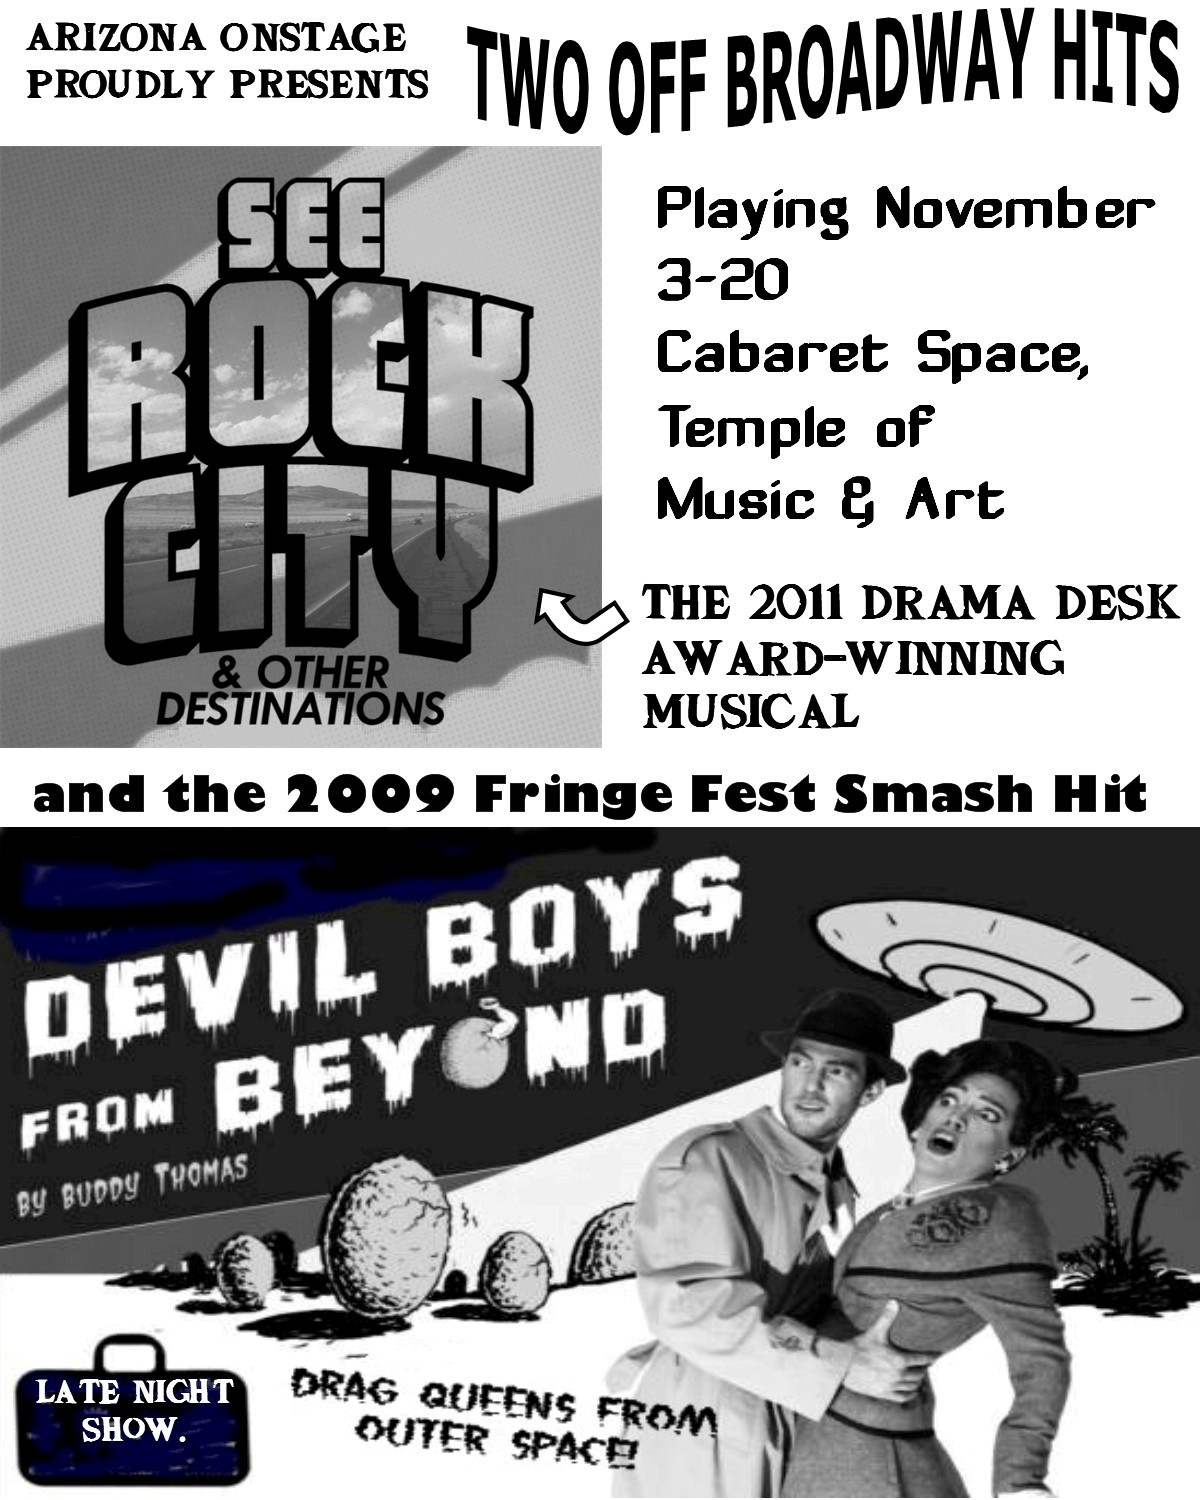 ARIZONA ONSTAGE
PROUDLY PRESENTS
TWO OFF BROADWAY HITS
SEE
ROCK
CITY
& OTHER
DESTINATIONS
Playing November
3-20
Cabaret Space,
Temple of
Music & Art
THE 2011 DRAMA DESK
AWARD-WINNING
MUSICAL
and the 2009 Fringe Fest Smash Hit
DEVIL BOYS
FROM BEYOND
BY BUDDY THOMAS
LATE NIGHT
SHOW.
DRAG QUEENS FROM
OUTER SPACE!